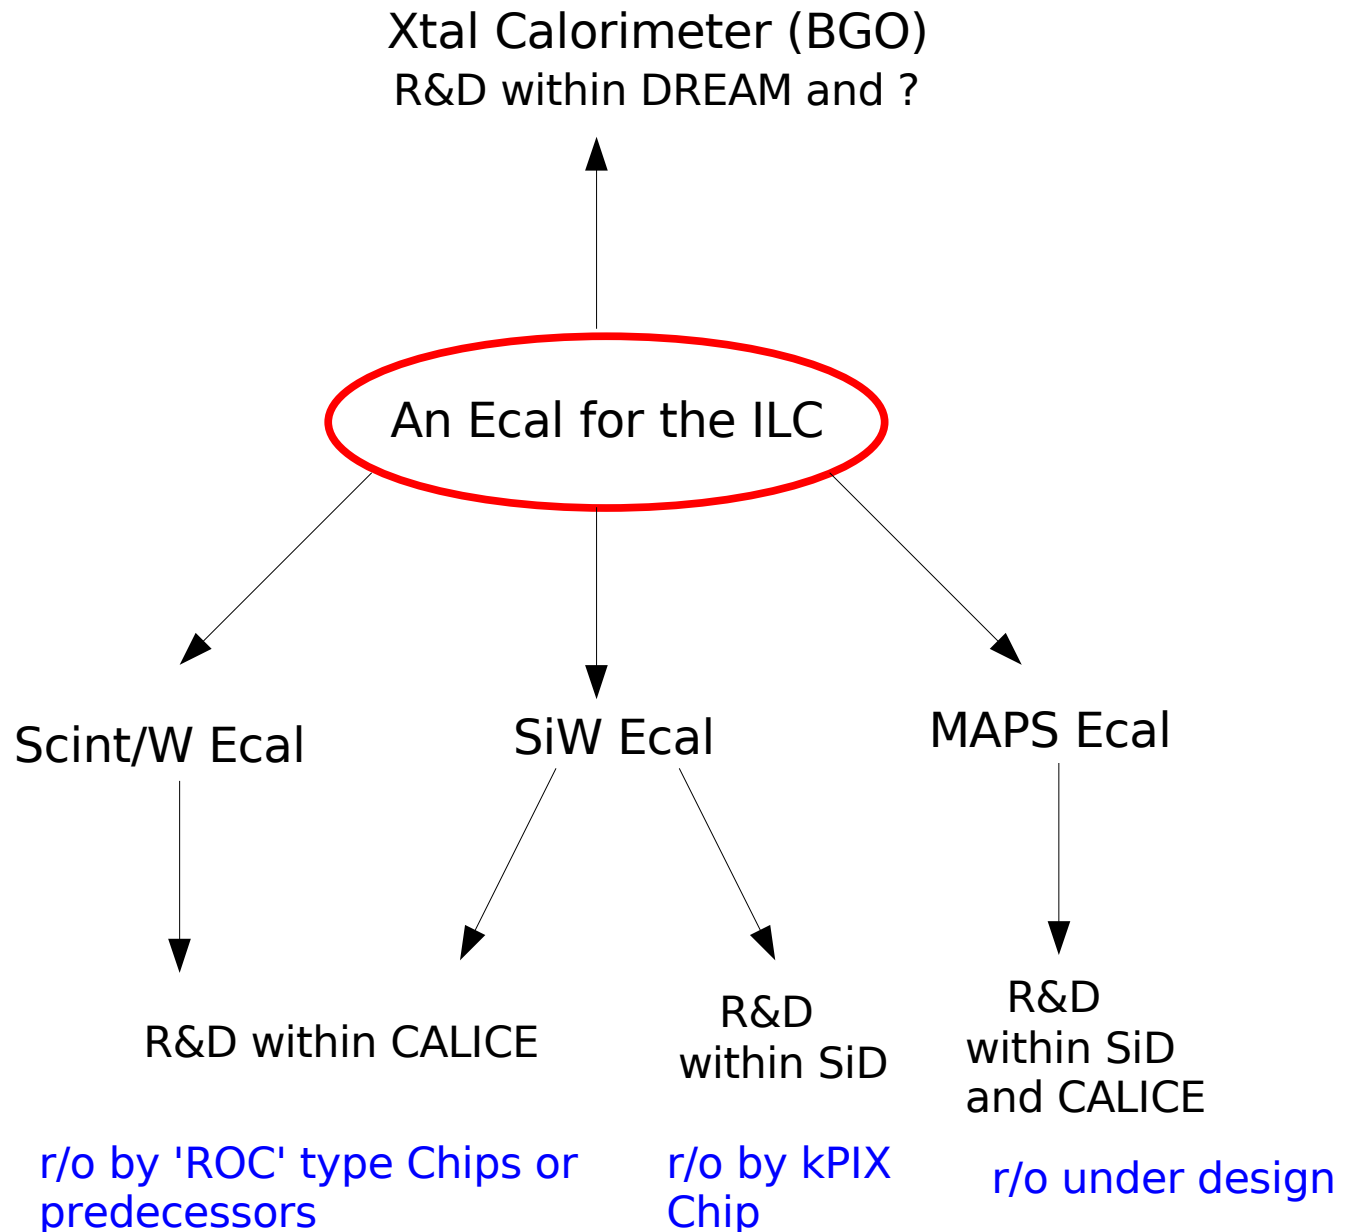 Xtal Calorimeter (BGO)
R&D within DREAM and ?
An Ecal for the ILC
Scint/W Ecal
SiW Ecal
MAPS Ecal
R&D within CALICE
R&D
within SiD
R&D
within SiD
and CALICE
r/o by 'ROC' type Chips or
predecessors
r/o by kPIX
Chip
r/o under design